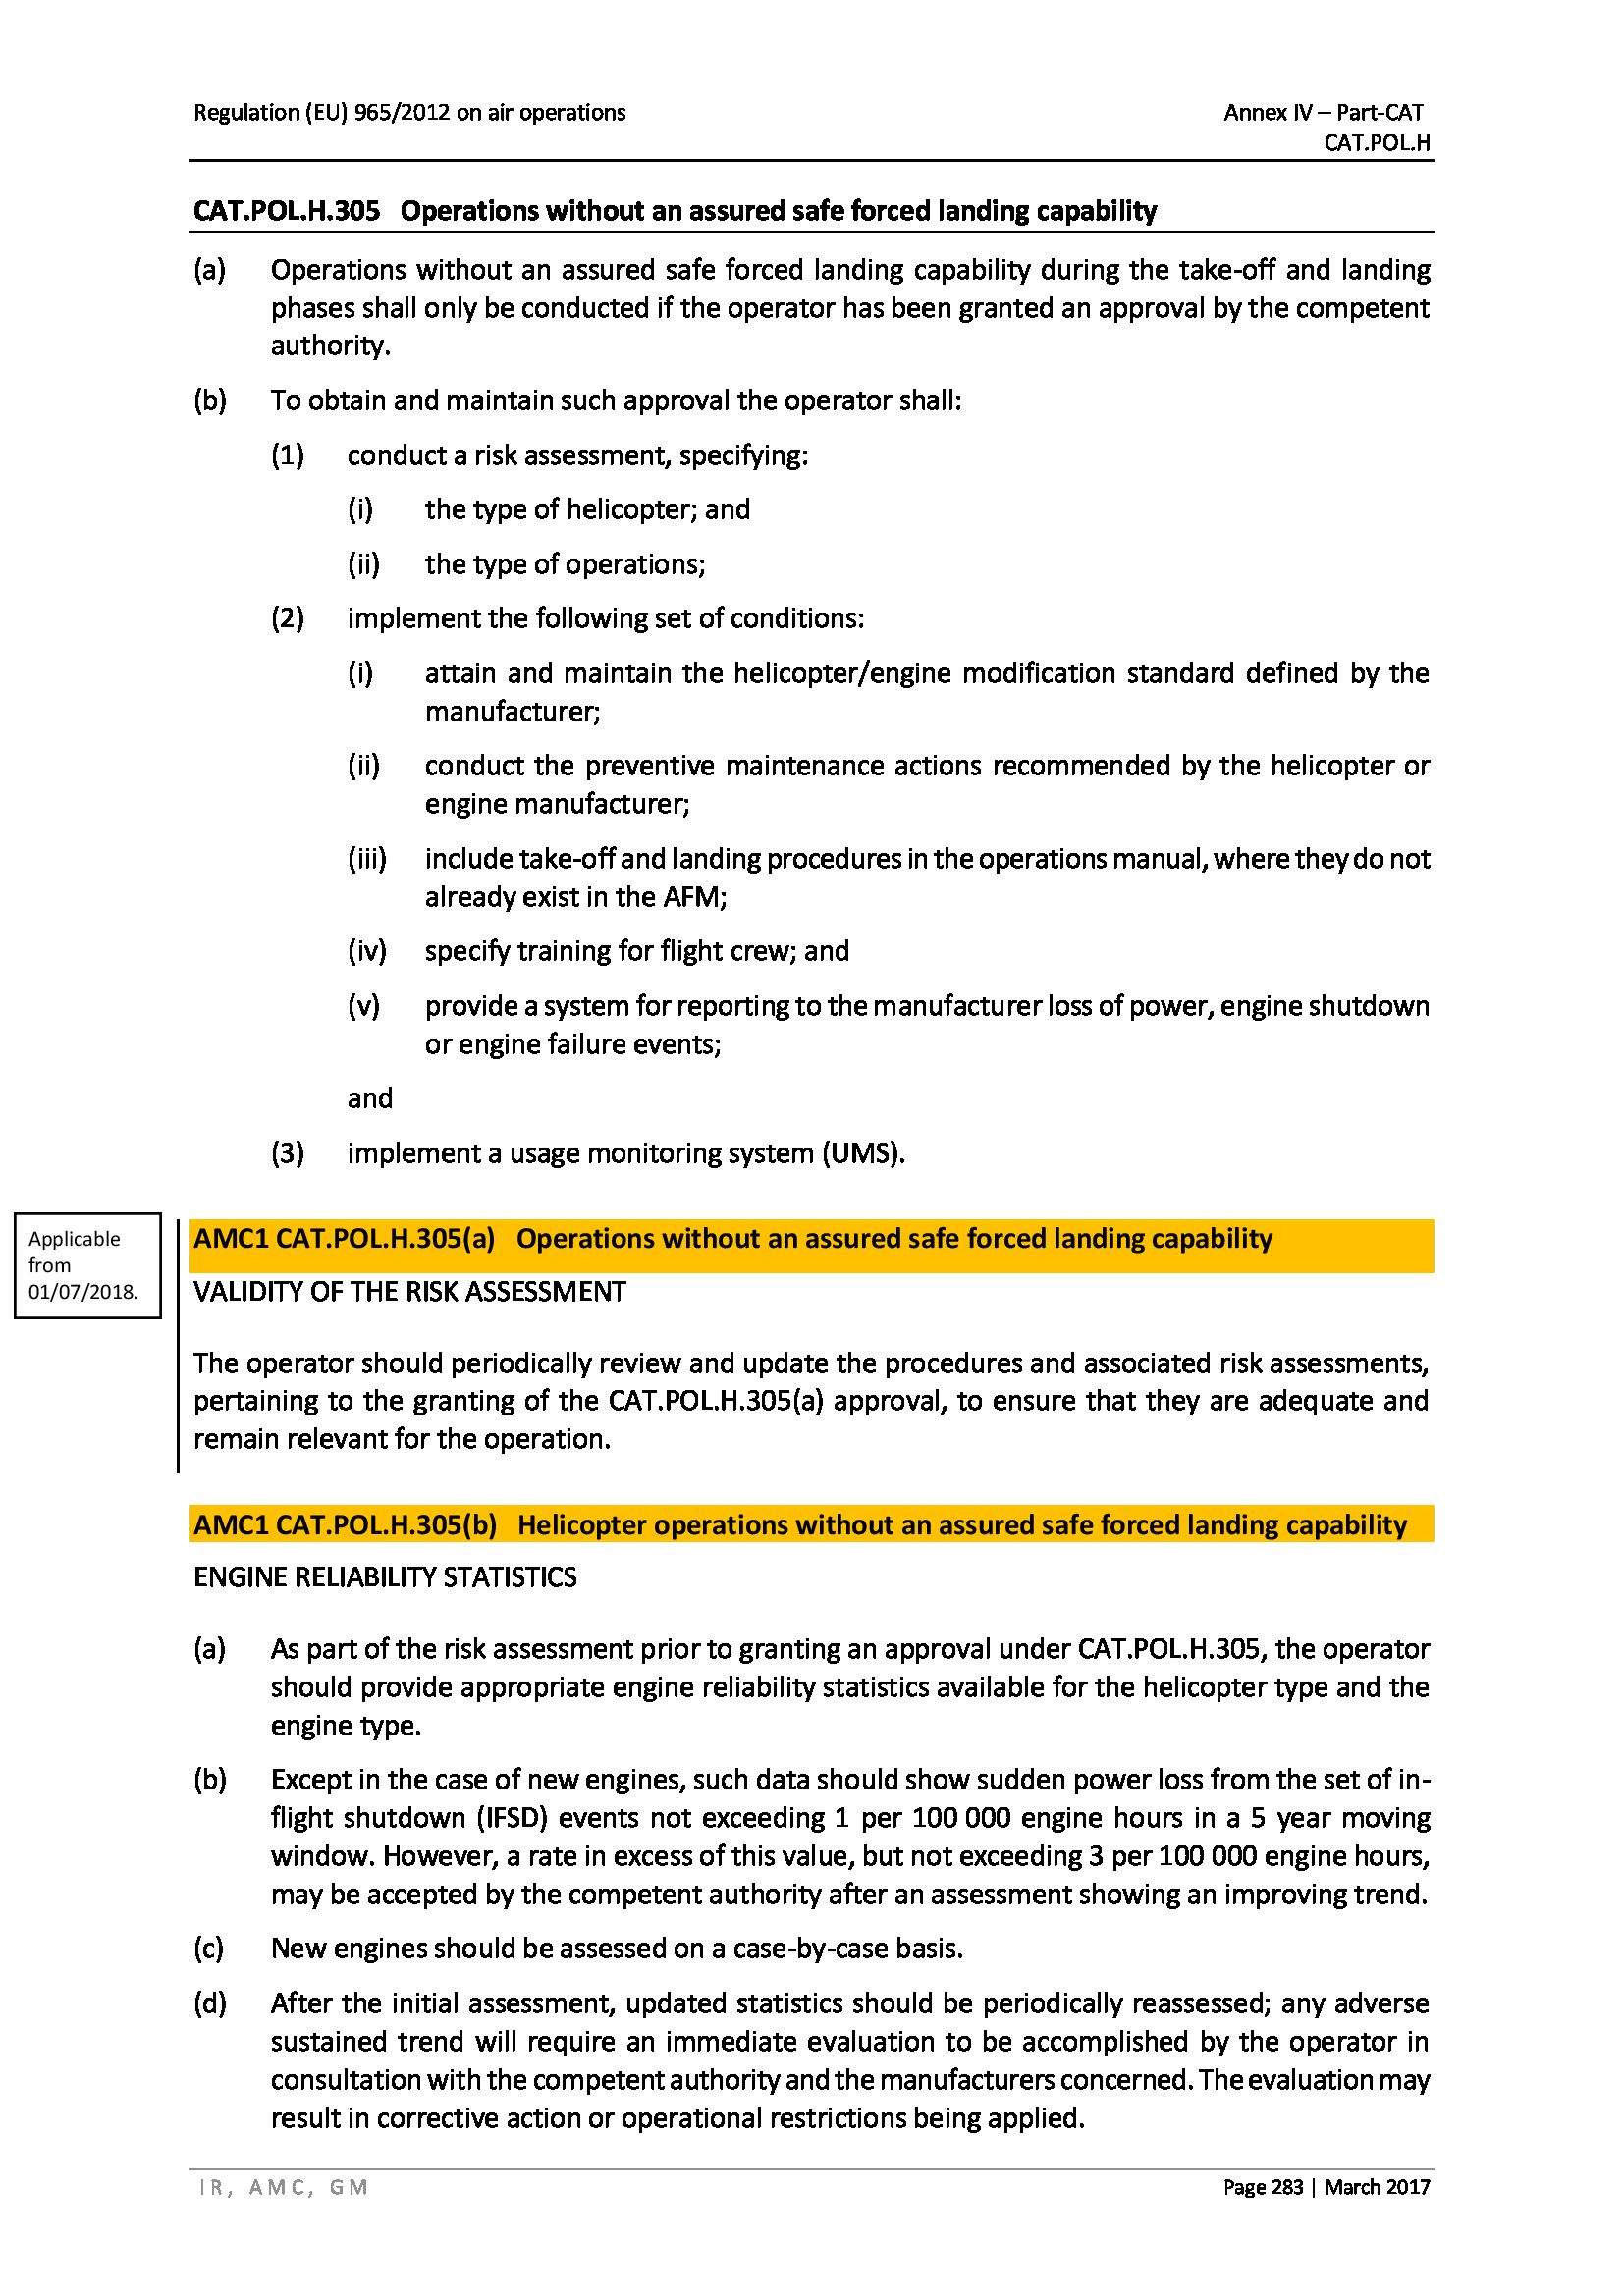 Regulation (EU) 965/2012 on air operations
Annex IV – Part-CAT
CAT.POL.H
CAT.POL.H.305 Operations without an assured safe forced landing capability
(a) Operations without an assured safe forced landing capability during the take-off and landing
phases shall only be conducted if the operator has been granted an approval by the competent
authority.
(b) To obtain and maintain such approval the operator shall:
(1) conduct a risk assessment, specifying:
(i) the type of helicopter; and
(ii) the type of operations;
(2) implement the following set of conditions:
(i) attain and maintain the helicopter/engine modification standard defined by the
manufacturer;
(ii) conduct the preventive maintenance actions recommended by the helicopter or
engine manufacturer;
(iii) include take-off and landing procedures in the operations manual, where they do not
already exist in the AFM;
(iv) specify training for flight crew; and
(v) provide a system for reporting to the manufacturer loss of power, engine shutdown
or engine failure events;
and
(3) implement a usage monitoring system (UMS).
Applicable
from
01/07/2018.
AMC1 CAT.POL.H.305(a) Operations without an assured safe forced landing capability
VALIDITY OF THE RISK ASSESSMENT
The operator should periodically review and update the procedures and associated risk assessments,
pertaining to the granting of the CAT.POL.H.305(a) approval, to ensure that they are adequate and
remain relevant for the operation.
AMC1 CAT.POL.H.305(b) Helicopter operations without an assured safe forced landing capability
ENGINE RELIABILITY STATISTICS
(a) As part of the risk assessment prior to granting an approval under CAT.POL.H.305, the operator
should provide appropriate engine reliability statistics available for the helicopter type and the
engine type.
(b) Except in the case of new engines, such data should show sudden power loss from the set of in-
flight shutdown (IFSD) events not exceeding 1 per 100 000 engine hours in a 5 year moving
window. However, a rate in excess of this value, but not exceeding 3 per 100 000 engine hours,
may be accepted by the competent authority after an assessment showing an improving trend.
(c) New engines should be assessed on a case-by-case basis.
(d) After the initial assessment, updated statistics should be periodically reassessed; any adverse
sustained trend will require an immediate evaluation to be accomplished by the operator in
consultation with the competent authority and the manufacturers concerned. The evaluation may
result in corrective action or operational restrictions being applied.
IR, AMC, GM
Page 283 | March 2017